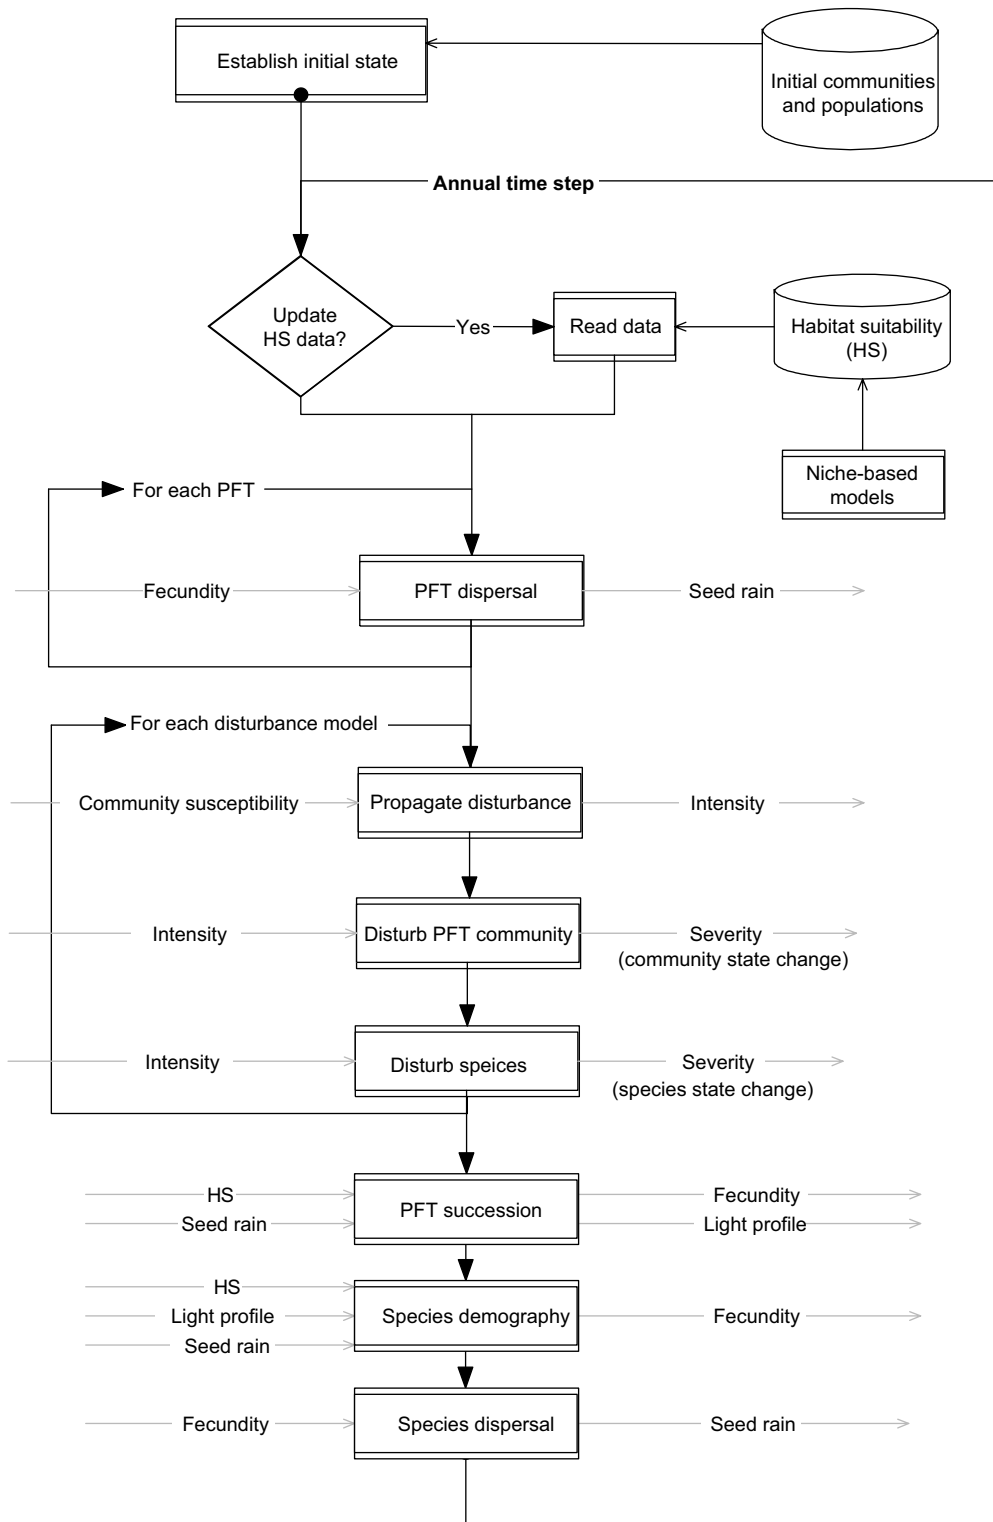 Establish initial state
Initial communities
and populations
Annual time step
Update
HS data?
Yes
Read data
Habitat suitability
(HS)
Niche-based
models
For each PFT
Fecundity
PFT dispersal
Seed rain
For each disturbance model
Community susceptibility
Propagate disturbance
Intensity
Intensity
Disturb PFT community
Severity
(community state change)
Intensity
Disturb speices
Severity
(species state change)
HS
Seed rain
PFT succession
Fecundity
Light profile
HS
Light profile
Seed rain
Species demography
Fecundity
Fecundity
Species dispersal
Seed rain